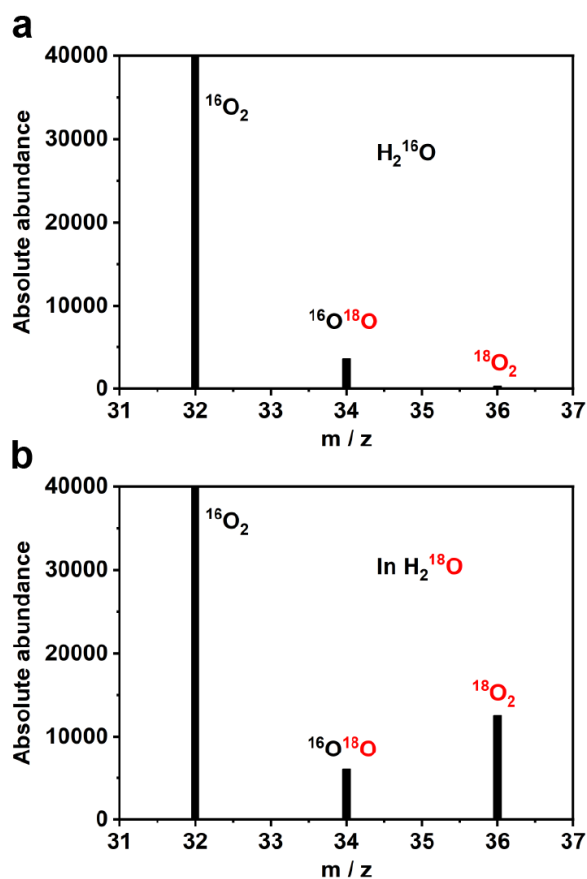 a
Absolute abundance
40000
30000
20000
10000
0
¹⁶O₂
H₂¹⁶O
¹⁶O¹⁸O
¹⁸O₂
31 32 33 34 35 36 37
m / z
b
Absolute abundance
40000
30000
20000
10000
0
¹⁶O₂
In H₂¹⁸O
¹⁸O₂
¹⁶O¹⁸O
31 32 33 34 35 36 37
m / z